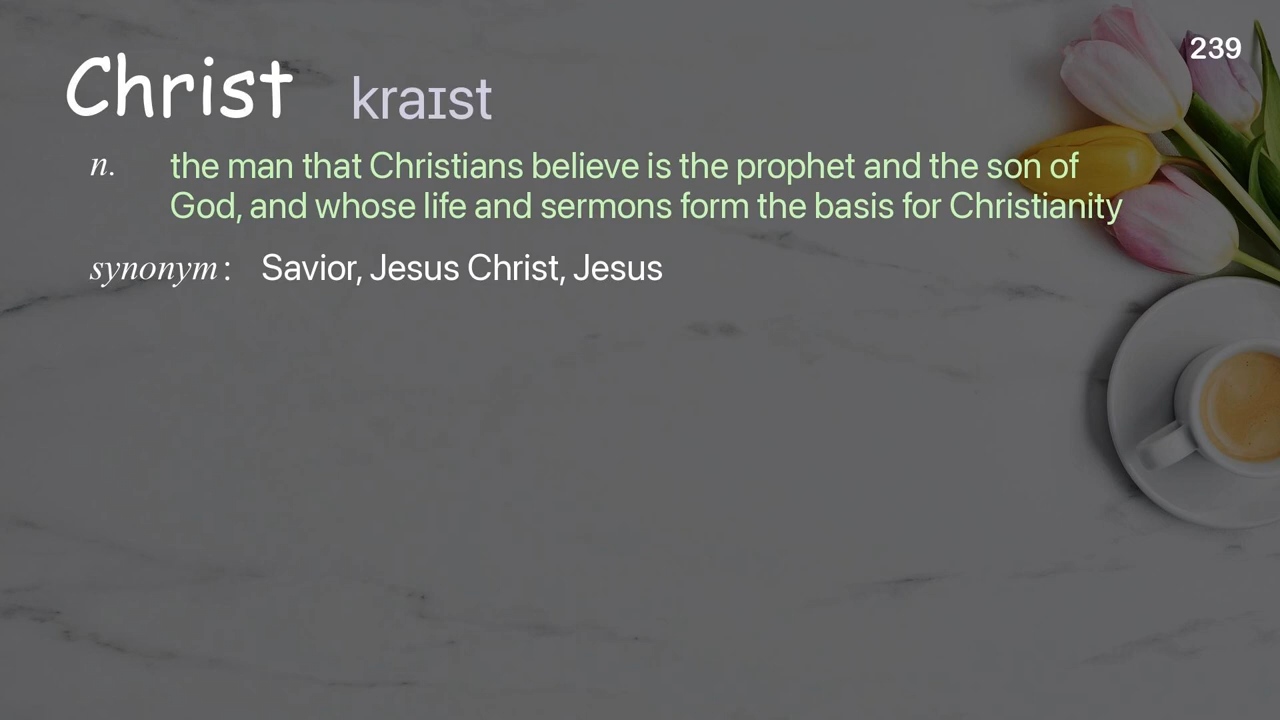 239
Christ kraɪst
n. the man that Christians believe is the prophet and the son of
God, and whose life and sermons form the basis for Christianity
synonym: Savior, Jesus Christ, Jesus